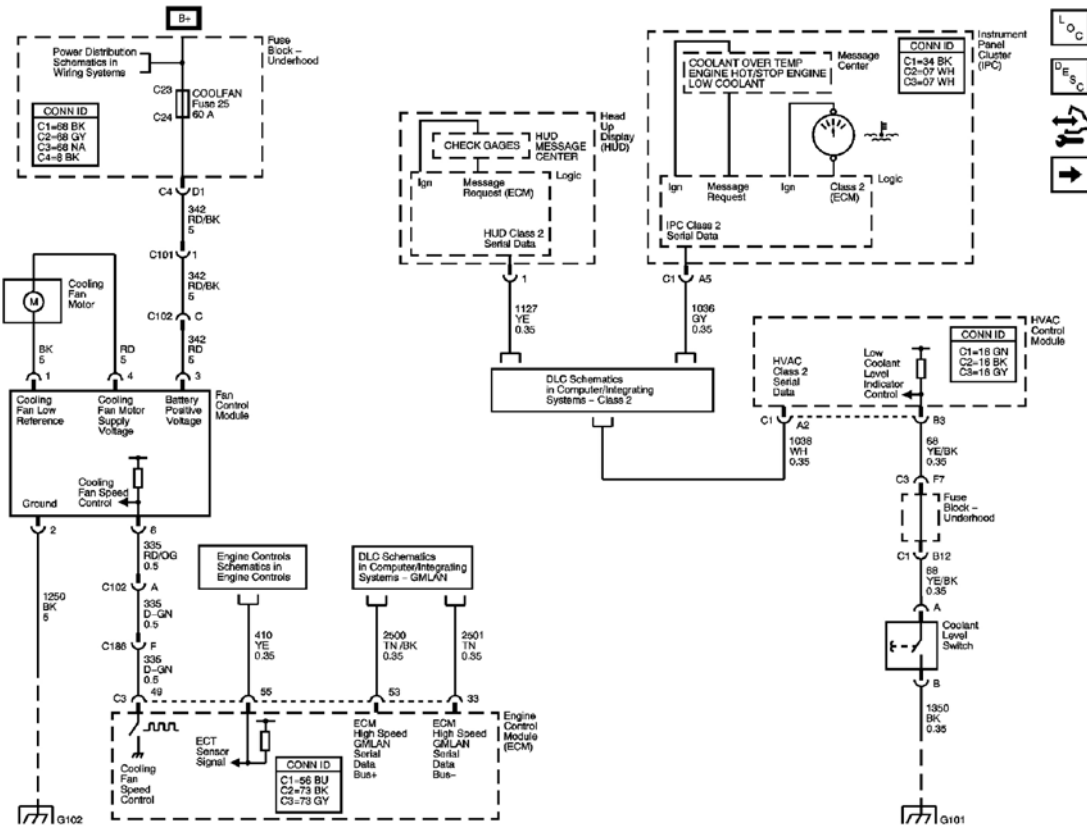 B+
Fuse
Block –
Underhood
Power Distribution
Schematics in
Wiring Systems
C23
COOLFAN
Fuse 25
60 A
C24
CONN ID
C1=68 BK
C2=68 GY
C3=68 NA
C4=8 BK
C4
D1
342
RD/BK
5
C101
1
342
RD/BK
5
C102
C
342
RD
5
Cooling
Fan
Motor
M
BK
5
RD
5
1
4
3
Cooling
Fan Low
Reference
Cooling
Fan Motor
Supply
Voltage
Battery
Positive
Voltage
Fan
Control
Module
Cooling
Fan Speed
Control
Ground
2
6
335
RD/OG
0.5
C102
A
335
D-GN
0.5
C186
F
335
D-GN
0.5
1250
BK
5
G102
Engine Controls
Schematics in
Engine Controls
410
YE
0.35
DLC Schematics
in Computer/Integrating
Systems – GMLAN
2500
TN /BK
0.35
2501
TN
0.35
C3
49
55
53
33
Cooling
Fan
Speed
Control
ECT
Sensor
Signal
CONN ID
C1=56 BU
C2=73 BK
C3=73 GY
ECM
High Speed
GMLAN
Serial
Data
Bus+
ECM
High Speed
GMLAN
Serial
Data
Bus–
Engine
Control
Module
(ECM)
Head
Up
Display
(HUD)
CHECK GAGES
HUD
MESSAGE
CENTER
Ign
Message
Request (ECM)
Logic
HUD Class 2
Serial Data
1
1127
YE
0.35
Instrument
Panel
Cluster
(IPC)
COOLANT OVER TEMP
ENGINE HOT/STOP ENGINE
LOW COOLANT
Message
Center
CONN ID
C1=34 BK
C2=07 WH
C3=07 WH
Ign
Message
Request
Ign
Class 2
(ECM)
Logic
IPC Class 2
Serial Data
C1
A5
1036
GY
0.35
DLC Schematics
in Computer/Integrating
Systems – Class 2
HVAC
Control
Module
HVAC
Class 2
Serial
Data
Low
Coolant
Level
Indicator
Control
CONN ID
C1=16 GN
C2=16 BK
C3=16 GY
C1
A2
B3
1038
WH
0.35
68
YE/BK
0.35
C3
F7
Fuse
Block –
Underhood
C1
B12
68
YE/BK
0.35
A
Coolant
Level
Switch
B
1350
BK
0.35
G101
LOC
DESC